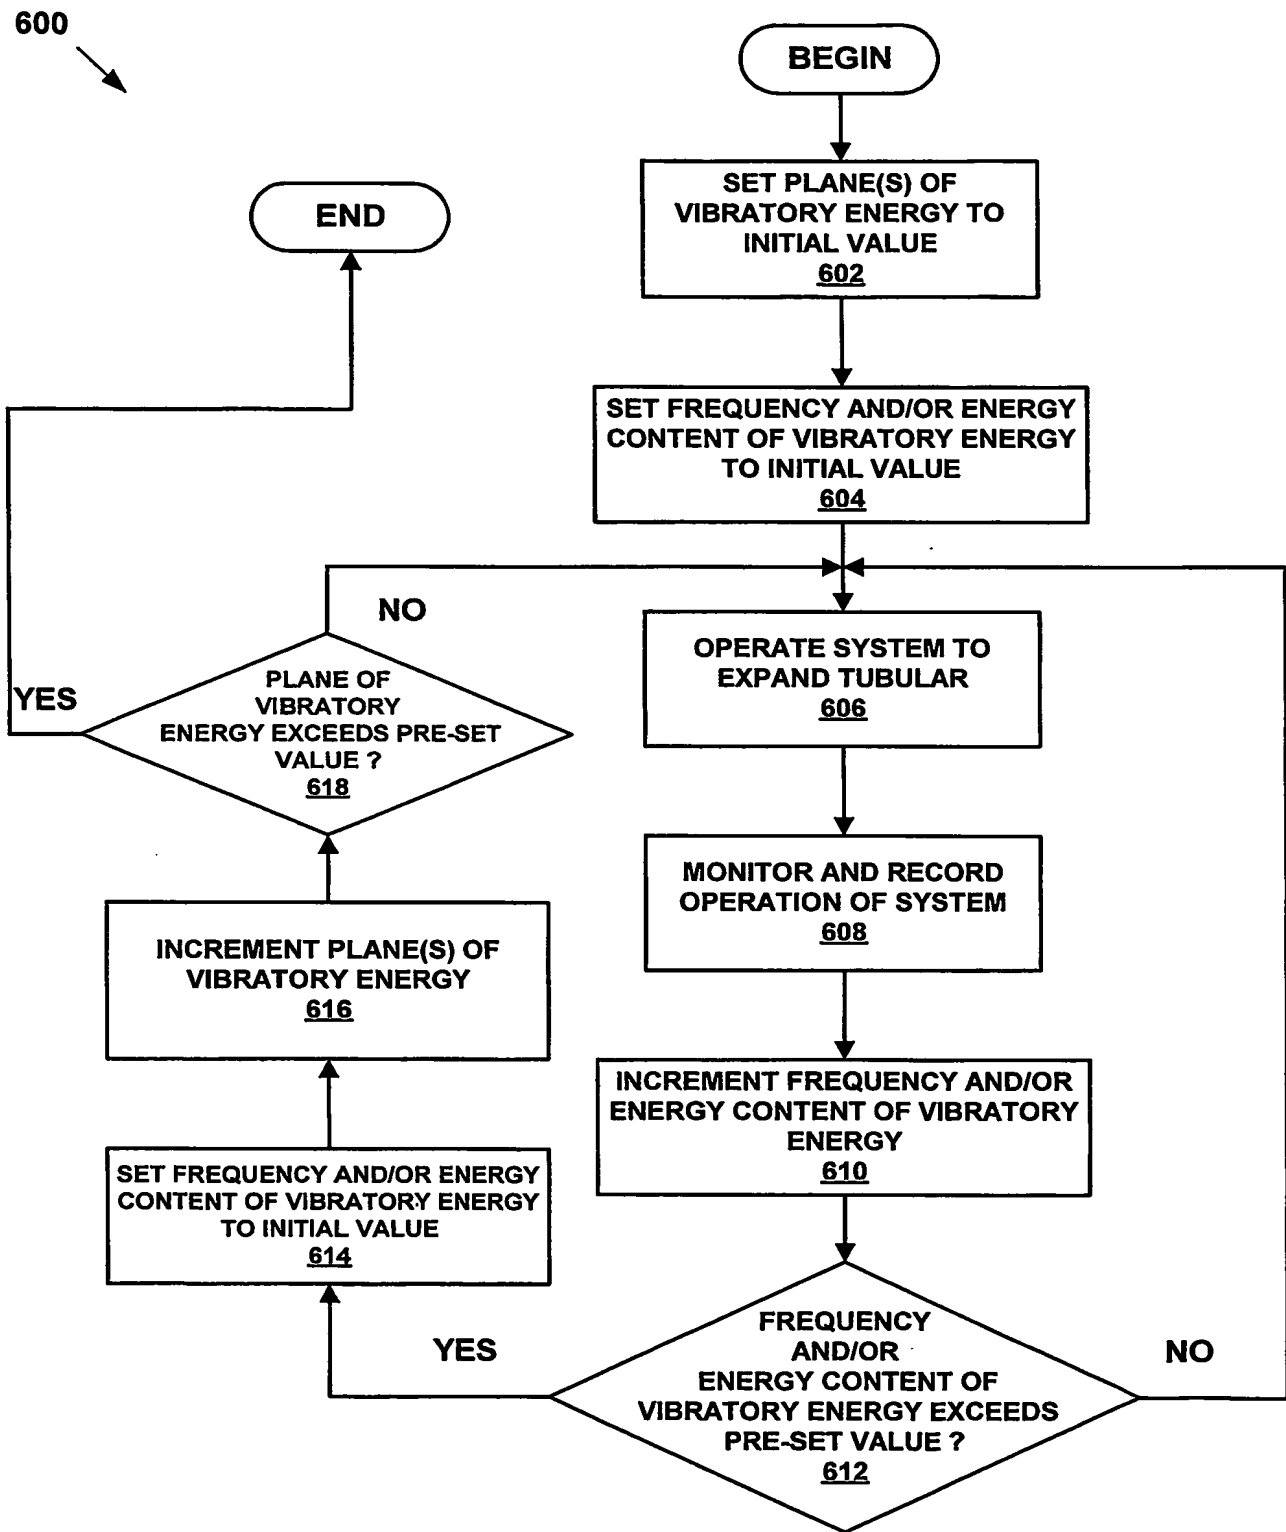 600
BEGIN
SET PLANE(S) OF
VIBRATORY ENERGY TO
INITIAL VALUE
602
END
SET FREQUENCY AND/OR ENERGY
CONTENT OF VIBRATORY ENERGY
TO INITIAL VALUE
604
NO
OPERATE SYSTEM TO
EXPAND TUBULAR
606
YES
PLANE OF
VIBRATORY
ENERGY EXCEEDS PRE-SET
VALUE ?
618
MONITOR AND RECORD
OPERATION OF SYSTEM
608
INCREMENT PLANE(S) OF
VIBRATORY ENERGY
616
INCREMENT FREQUENCY AND/OR
ENERGY CONTENT OF VIBRATORY
ENERGY
610
SET FREQUENCY AND/OR ENERGY
CONTENT OF VIBRATORY ENERGY
TO INITIAL VALUE
614
YES
FREQUENCY
AND/OR
ENERGY CONTENT OF
VIBRATORY ENERGY EXCEEDS
PRE-SET VALUE ?
612
NO